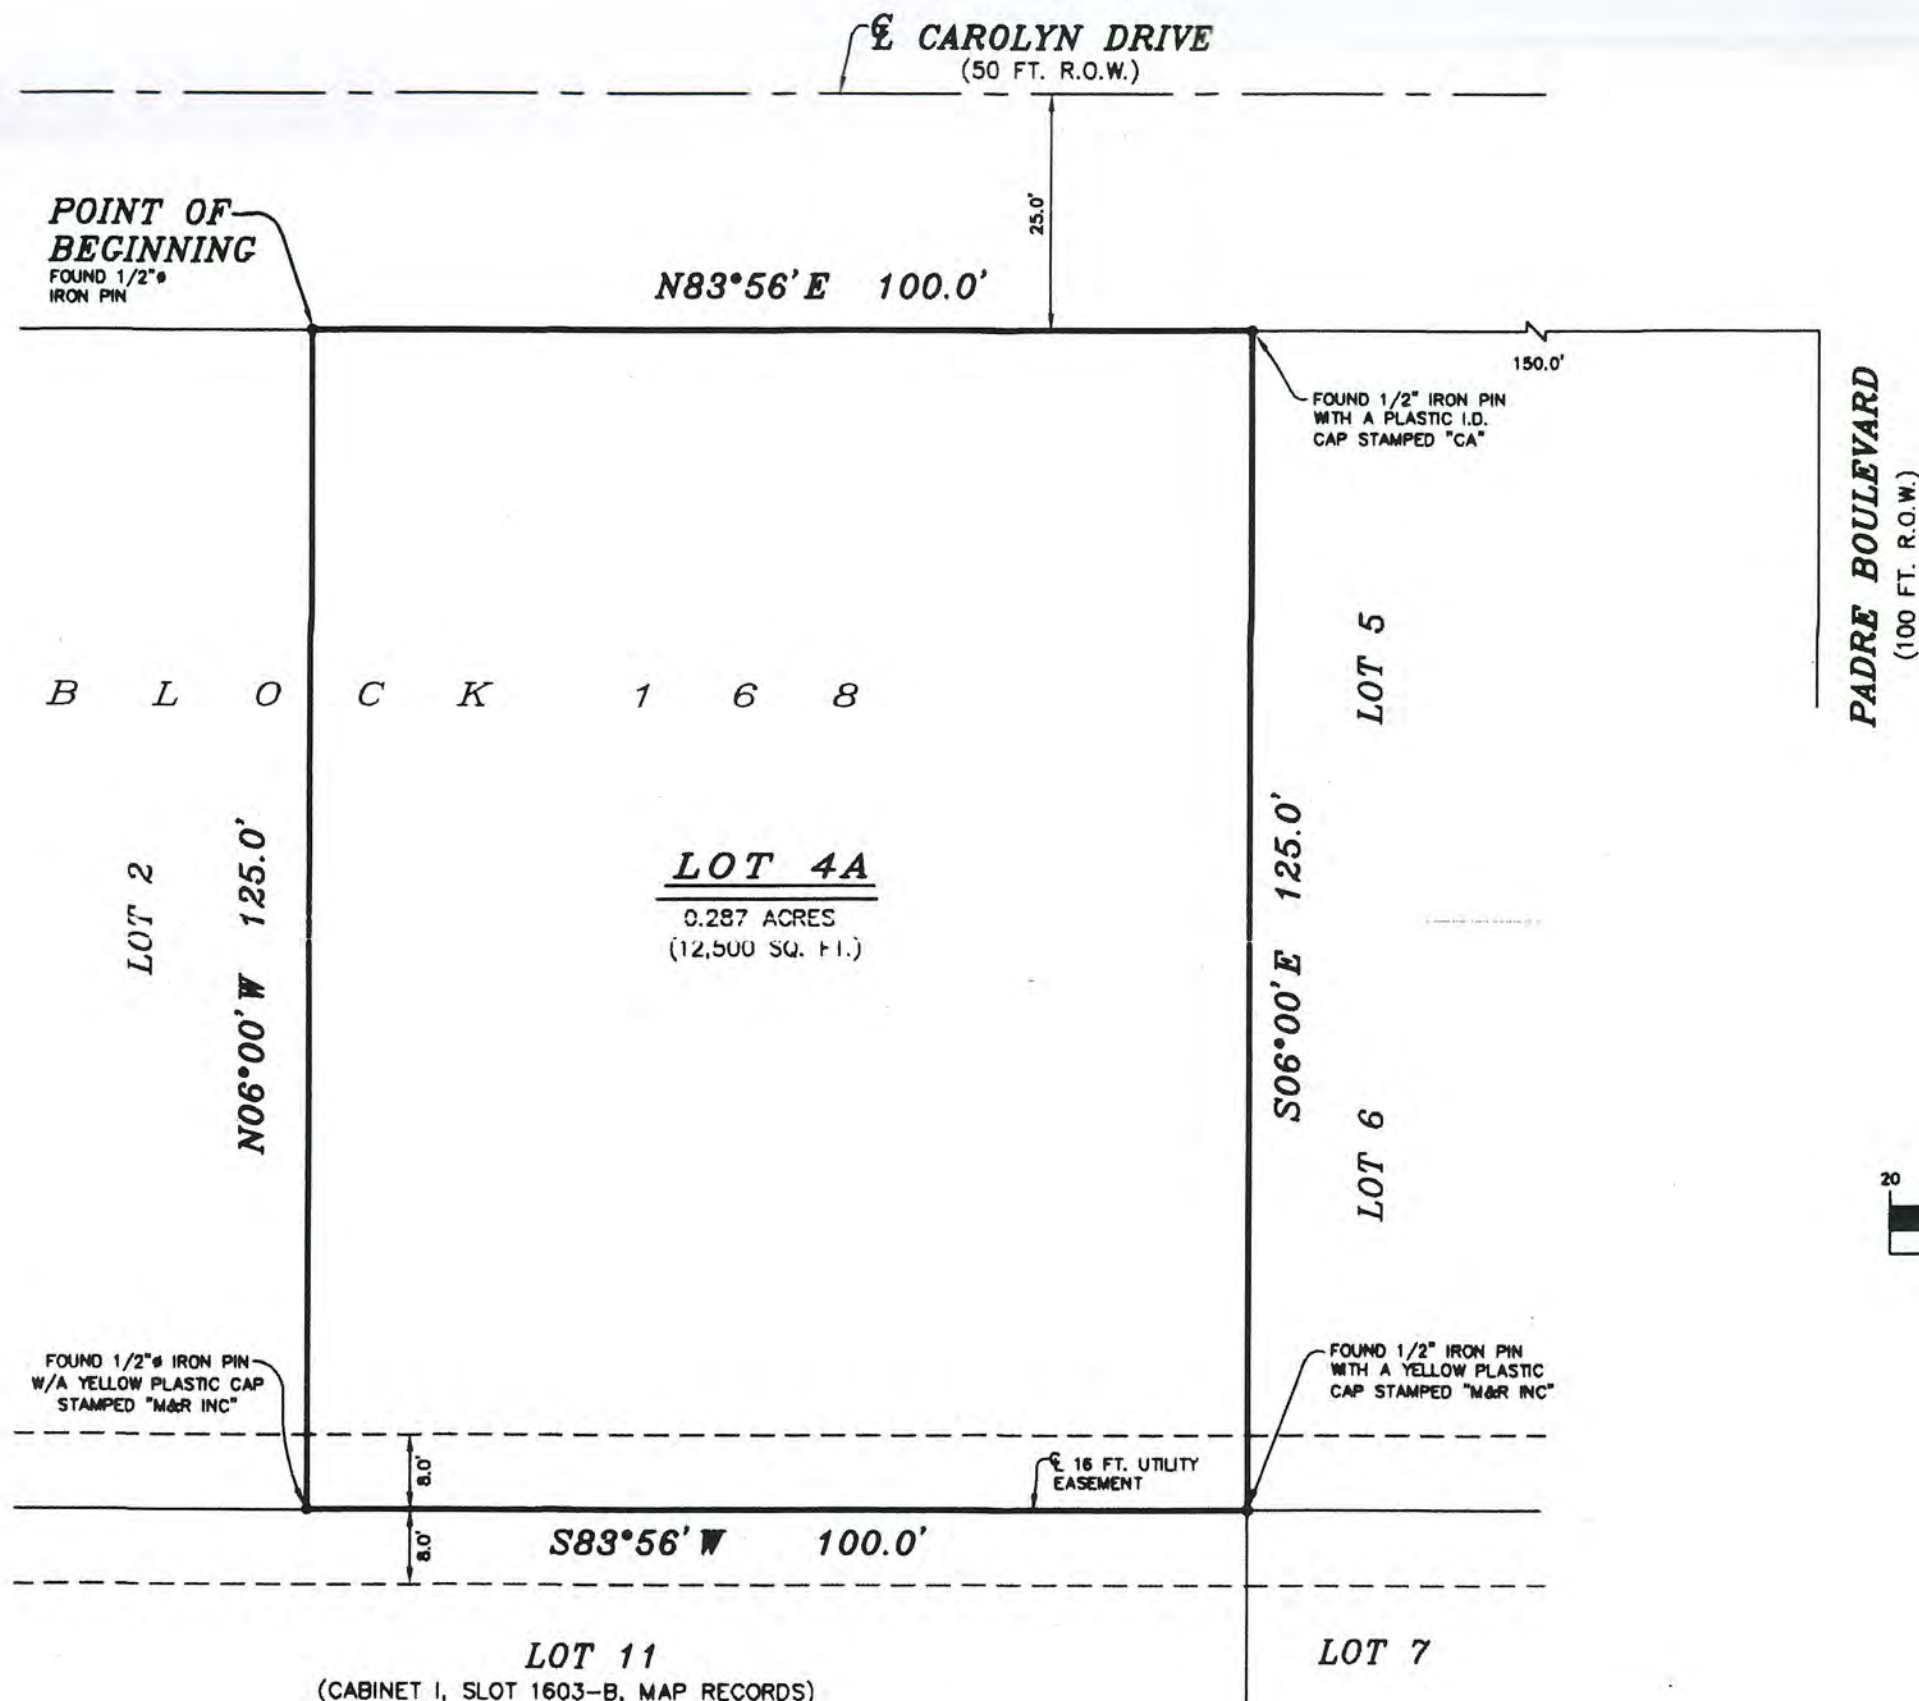 ℄ CAROLYN DRIVE
(50 FT. R.O.W.)
25.0'
POINT OF
BEGINNING
FOUND 1/2"ø
IRON PIN
N83°56'E 100.0'
150.0'
FOUND 1/2" IRON PIN
WITH A PLASTIC I.D.
CAP STAMPED "CA"
PADRE BOULEVARD
(100 FT. R.O.W.)
LOT 5
BLOCK 168
LOT 2
N06°00'W 125.0'
LOT 4A
0.287 ACRES
(12,500 SQ. FT.)
S06°00'E 125.0'
LOT 6
20
FOUND 1/2"ø IRON PIN
W/A YELLOW PLASTIC CAP
STAMPED "M&R INC"
FOUND 1/2" IRON PIN
WITH A YELLOW PLASTIC
CAP STAMPED "M&R INC"
8.0'
℄ 16 FT. UTILITY
EASEMENT
8.0'
S83°56'W 100.0'
LOT 11
(CABINET I, SLOT 1603-B, MAP RECORDS)
LOT 7